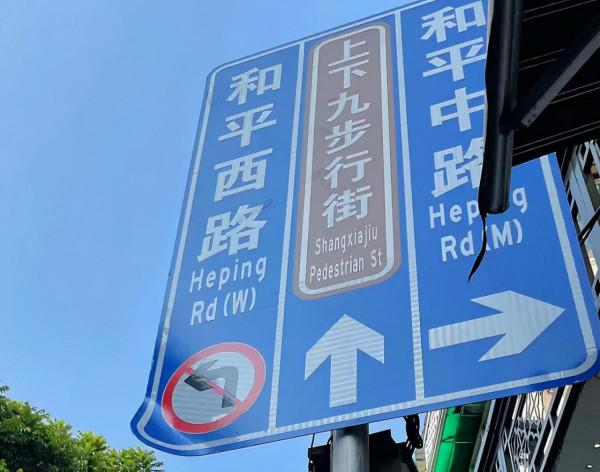 和平西路
Heping
Rd(W)
上下九步行街
Shangxiajiu
Pedestrian St
和平中路
Heping
Rd(M)